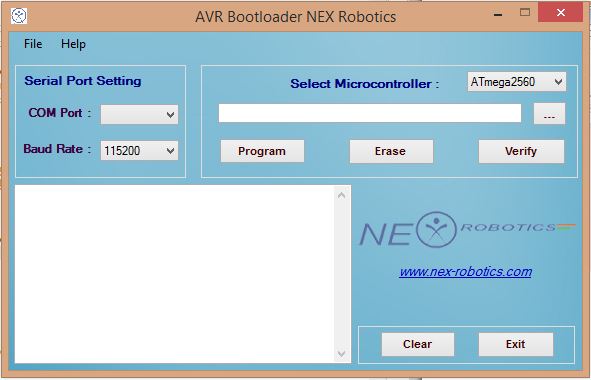 AVR Bootloader NEX Robotics
File Help
Serial Port Setting
COM Port :
Baud Rate : 115200
Select Microcontroller : ATmega2560
...
Program Erase Verify
NEX ROBOTICS
www.nex-robotics.com
Clear Exit